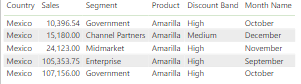 Country Sales Segment Product Discount Band Month Name
Mexico 10,396.54 Government Amarilla High October
Mexico 15,180.00 Channel Partners Amarilla Medium December
Mexico 24,123.00 Midmarket Amarilla High November
Mexico 105,353.75 Enterprise Amarilla High September
Mexico 107,156.00 Government Amarilla High October